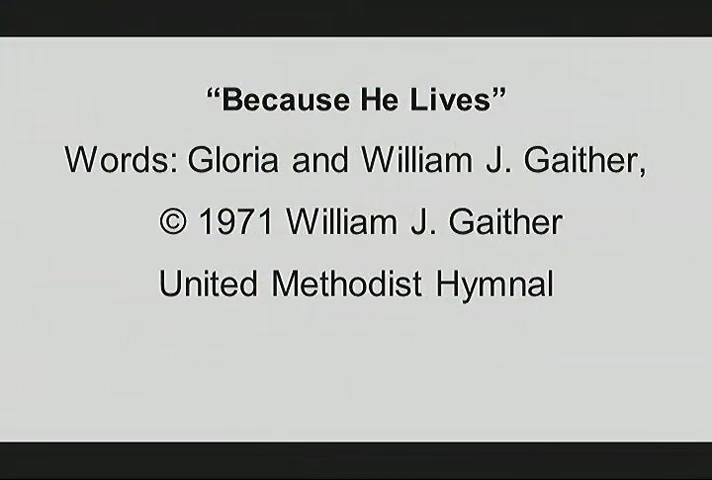 “Because He Lives”
Words: Gloria and William J. Gaither,
© 1971 William J. Gaither
United Methodist Hymnal